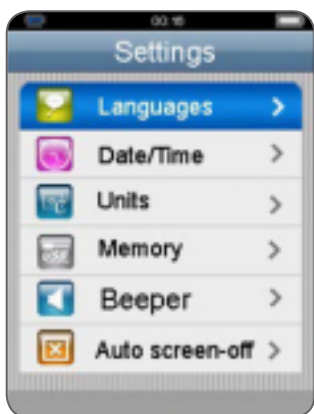 00:16
Settings
Languages
Date/Time
Units
Memory
Beeper
Auto screen-off